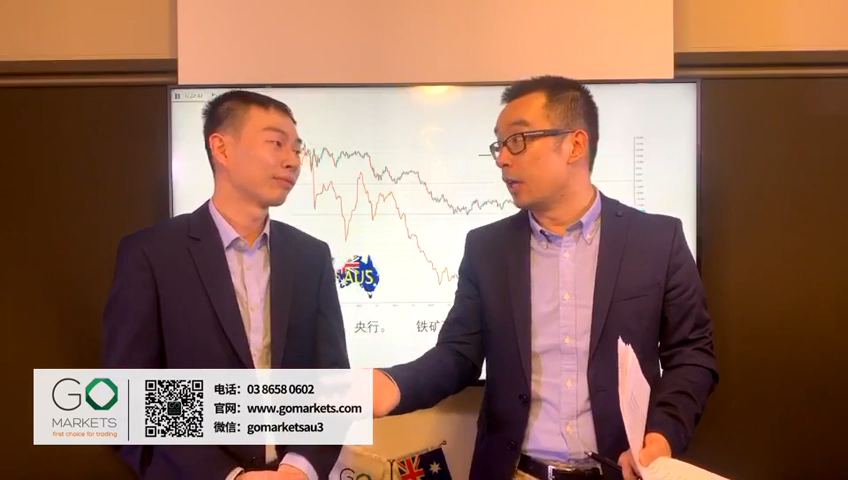 AUS
央行。 铁矿
GO
MARKETS
first choice for trading
电话：03 8658 0602
官网：www.gomarkets.com
微信：gomarketsau3
GO